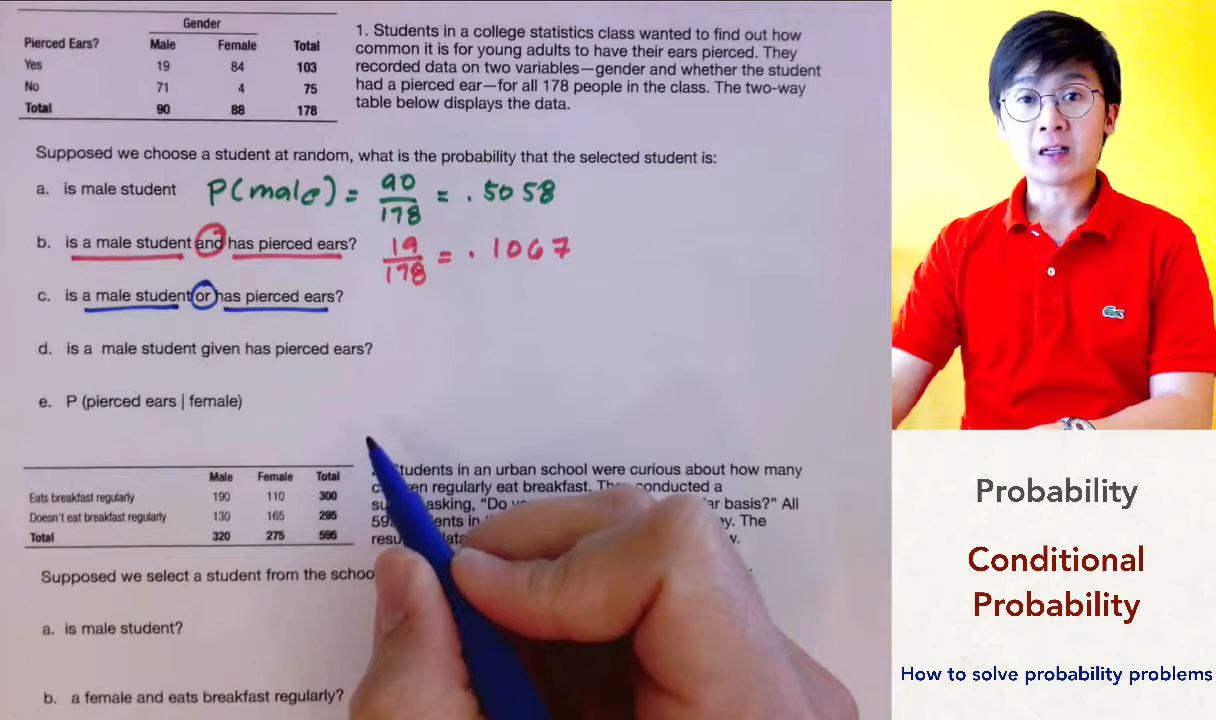 Gender
Pierced Ears? Male Female Total
Yes 19 84 103
No 71 4 75
Total 90 88 178
1. Students in a college statistics class wanted to find out how
common it is for young adults to have their ears pierced. They
recorded data on two variables—gender and whether the student
had a pierced ear—for all 178 people in the class. The two-way
table below displays the data.
Supposed we choose a student at random, what is the probability that the selected student is:
a. is male student P(male) = 90/178 = .5058
b. is a male student and has pierced ears? 19/178 = .1067
c. is a male student or has pierced ears?
d. is a male student given has pierced ears?
e. P (pierced ears | female)
Male Female Total
Eats breakfast regularly 190 110 300
Doesn't eat breakfast regularly 130 165 295
Total 320 275 595
Students in an urban school were curious about how many
regularly eat breakfast. conducted a
asking, "Do basis?" All
in The
Supposed we select a student from the
a. is male student?
b. a female and eats breakfast regularly?
Probability
Conditional
Probability
How to solve probability problems